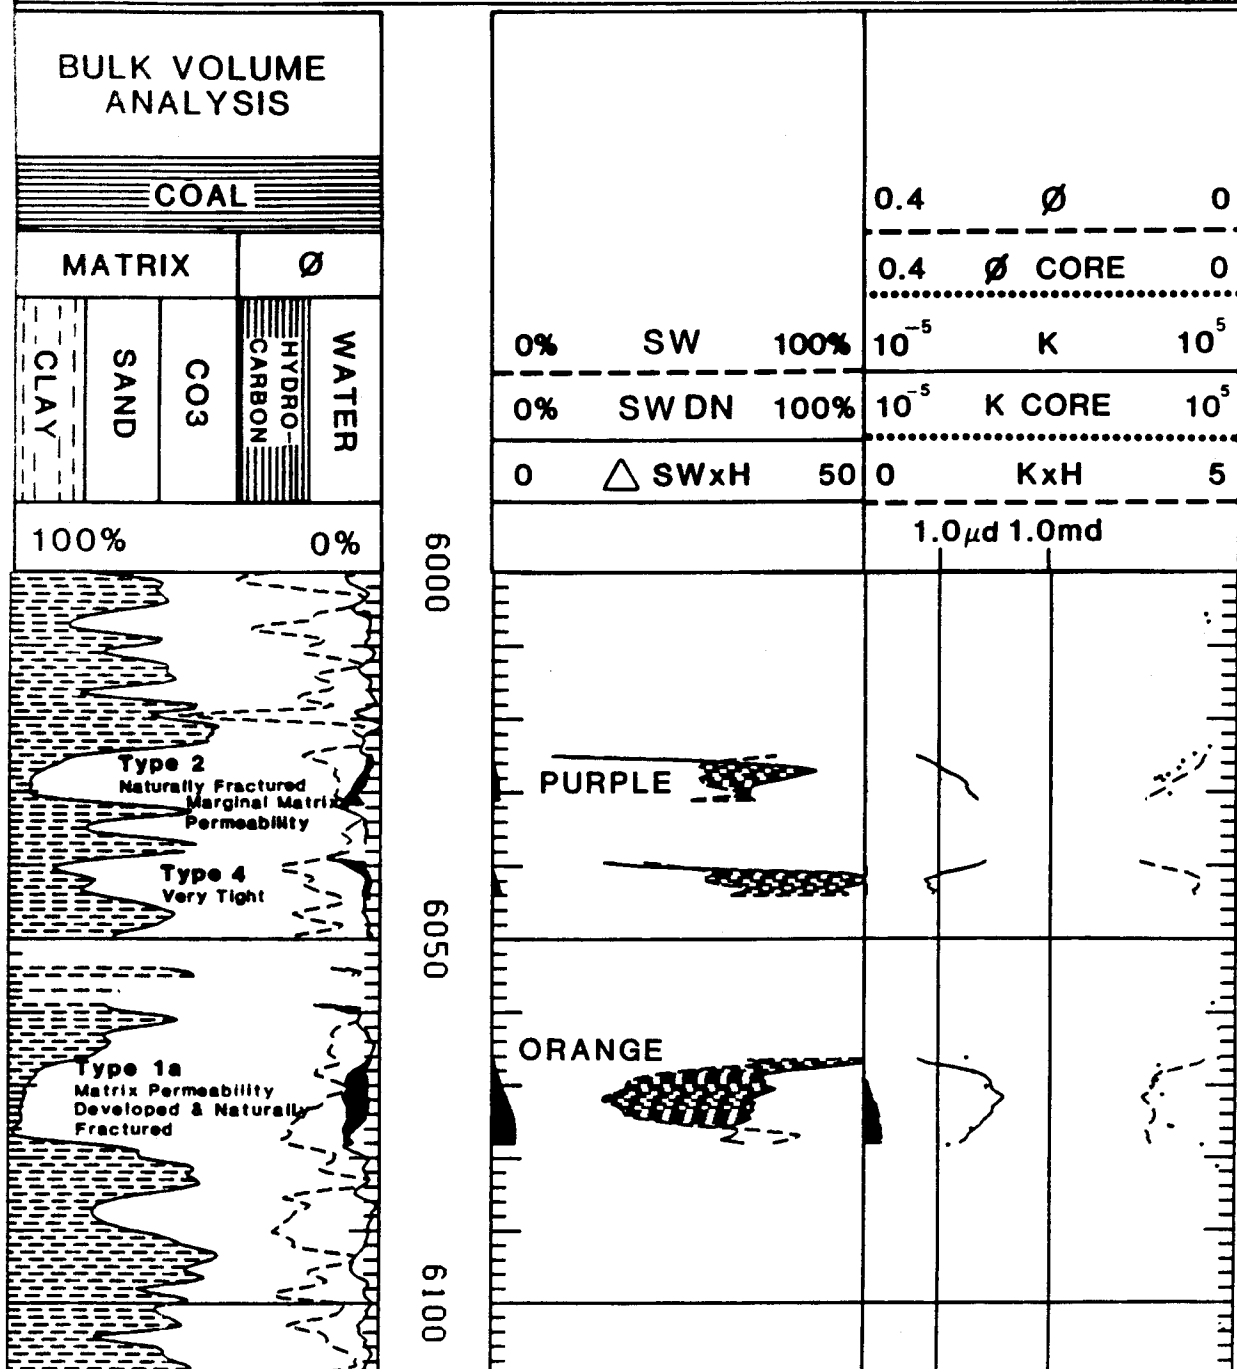 BULK VOLUME
ANALYSIS
COAL
MATRIX Ø
CLAY
SAND
CO3
HYDRO-
CARBON
WATER
100% 0%
0% SW 100%
0% SW DN 100%
0 △ SWxH 50
0.4 Ø 0
0.4 Ø CORE 0
10⁻⁵ K 10⁵
10⁻⁵ K CORE 10⁵
0 KxH 5
1.0 μd 1.0md
6000
Type 2
Naturally Fractured
Marginal Matrix
Permeability
PURPLE
Type 4
Very Tight
6050
ORANGE
Type 1a
Matrix Permeability
Developed & Naturally
Fractured
6100